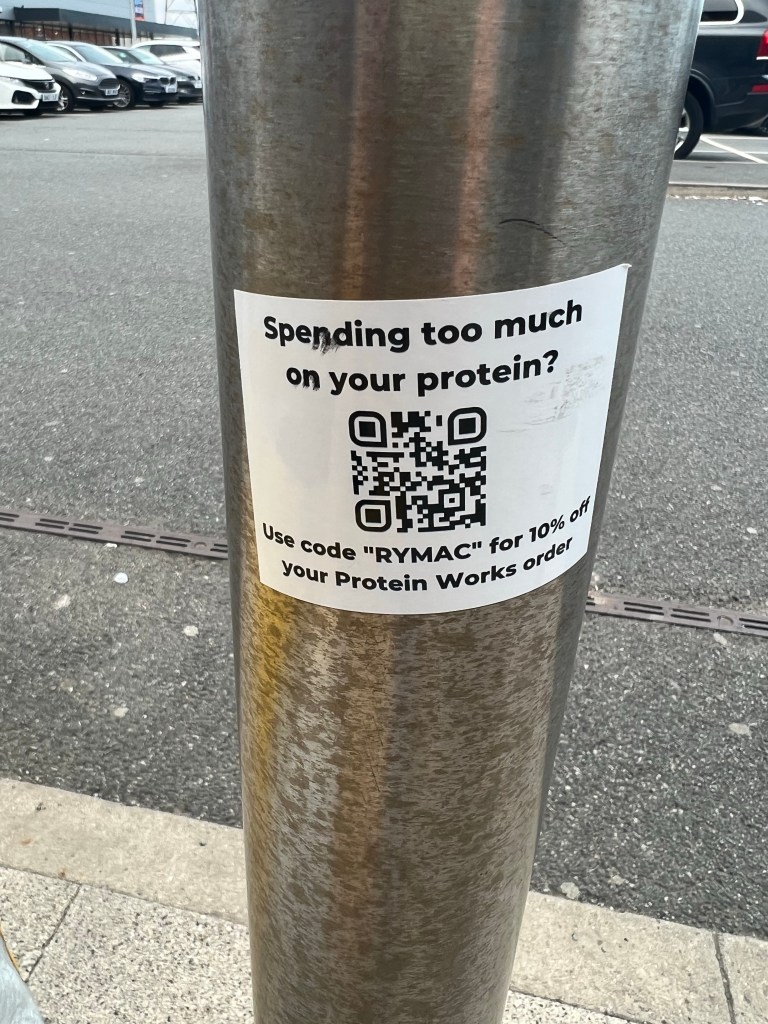 Spending too much
on your protein?
Use code "RYMAC" for 10% off
your Protein Works order